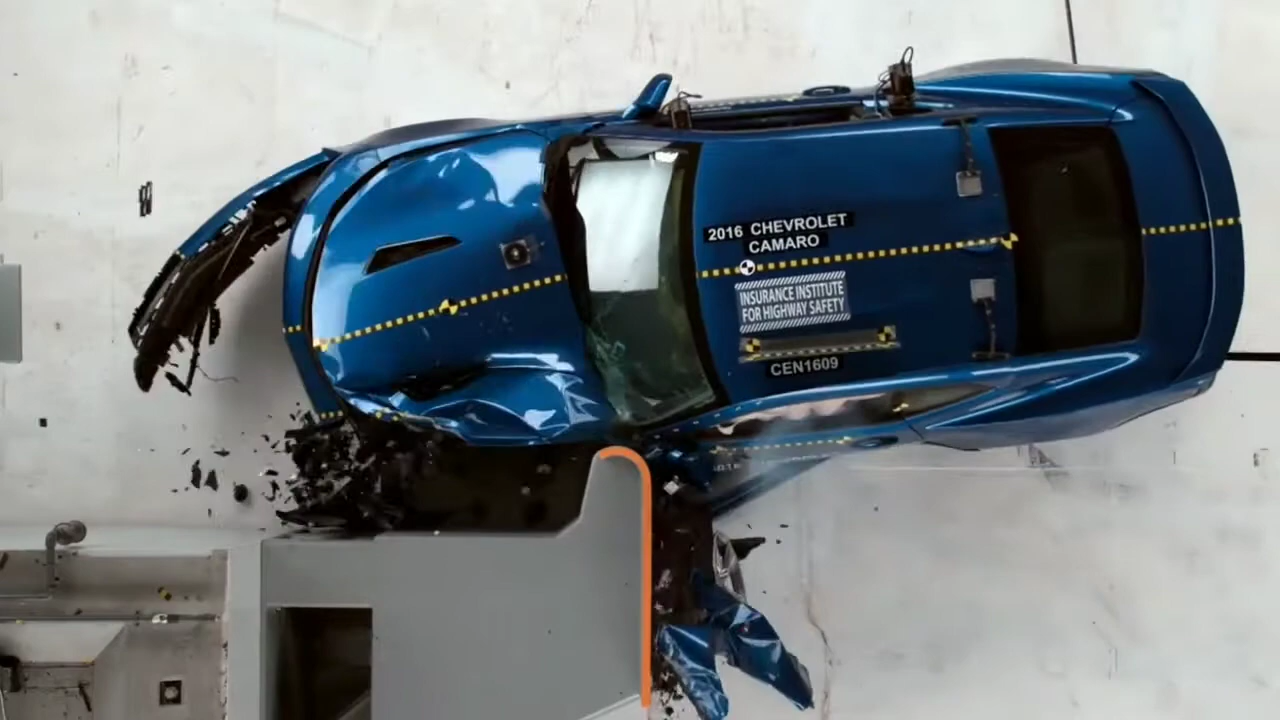 2016 CHEVROLET
CAMARO
INSURANCE INSTITUTE
FOR HIGHWAY SAFETY
CEN1609